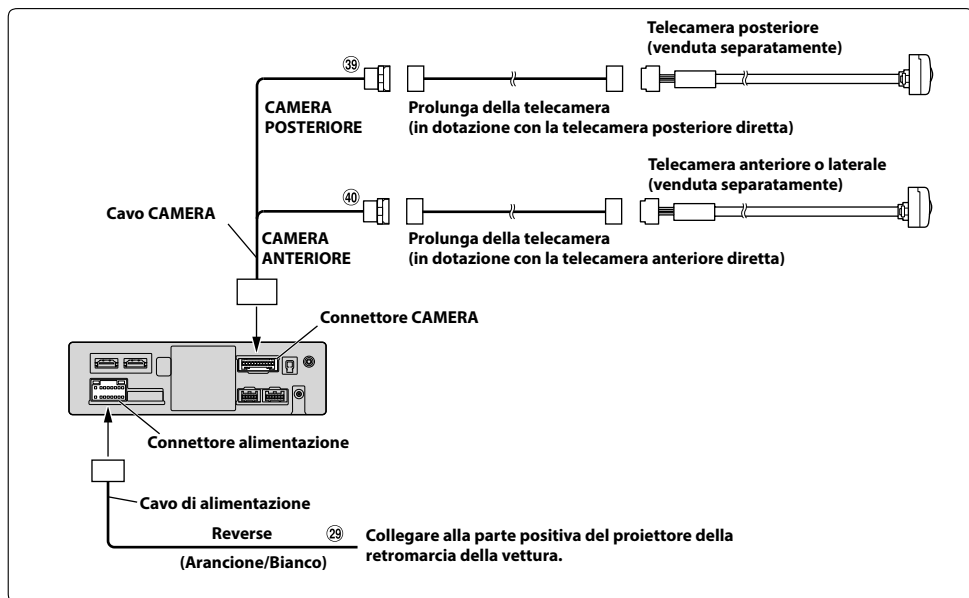 Telecamera posteriore
(venduta separatamente)
㊴
CAMERA
POSTERIORE
Prolunga della telecamera
(in dotazione con la telecamera posteriore diretta)
Telecamera anteriore o laterale
(venduta separatamente)
㊵
Cavo CAMERA
CAMERA
ANTERIORE
Prolunga della telecamera
(in dotazione con la telecamera anteriore diretta)
Connettore CAMERA
Connettore alimentazione
Cavo di alimentazione
Reverse
(Arancione/Bianco)
㉙
Collegare alla parte positiva del proiettore della
retromarcia della vettura.